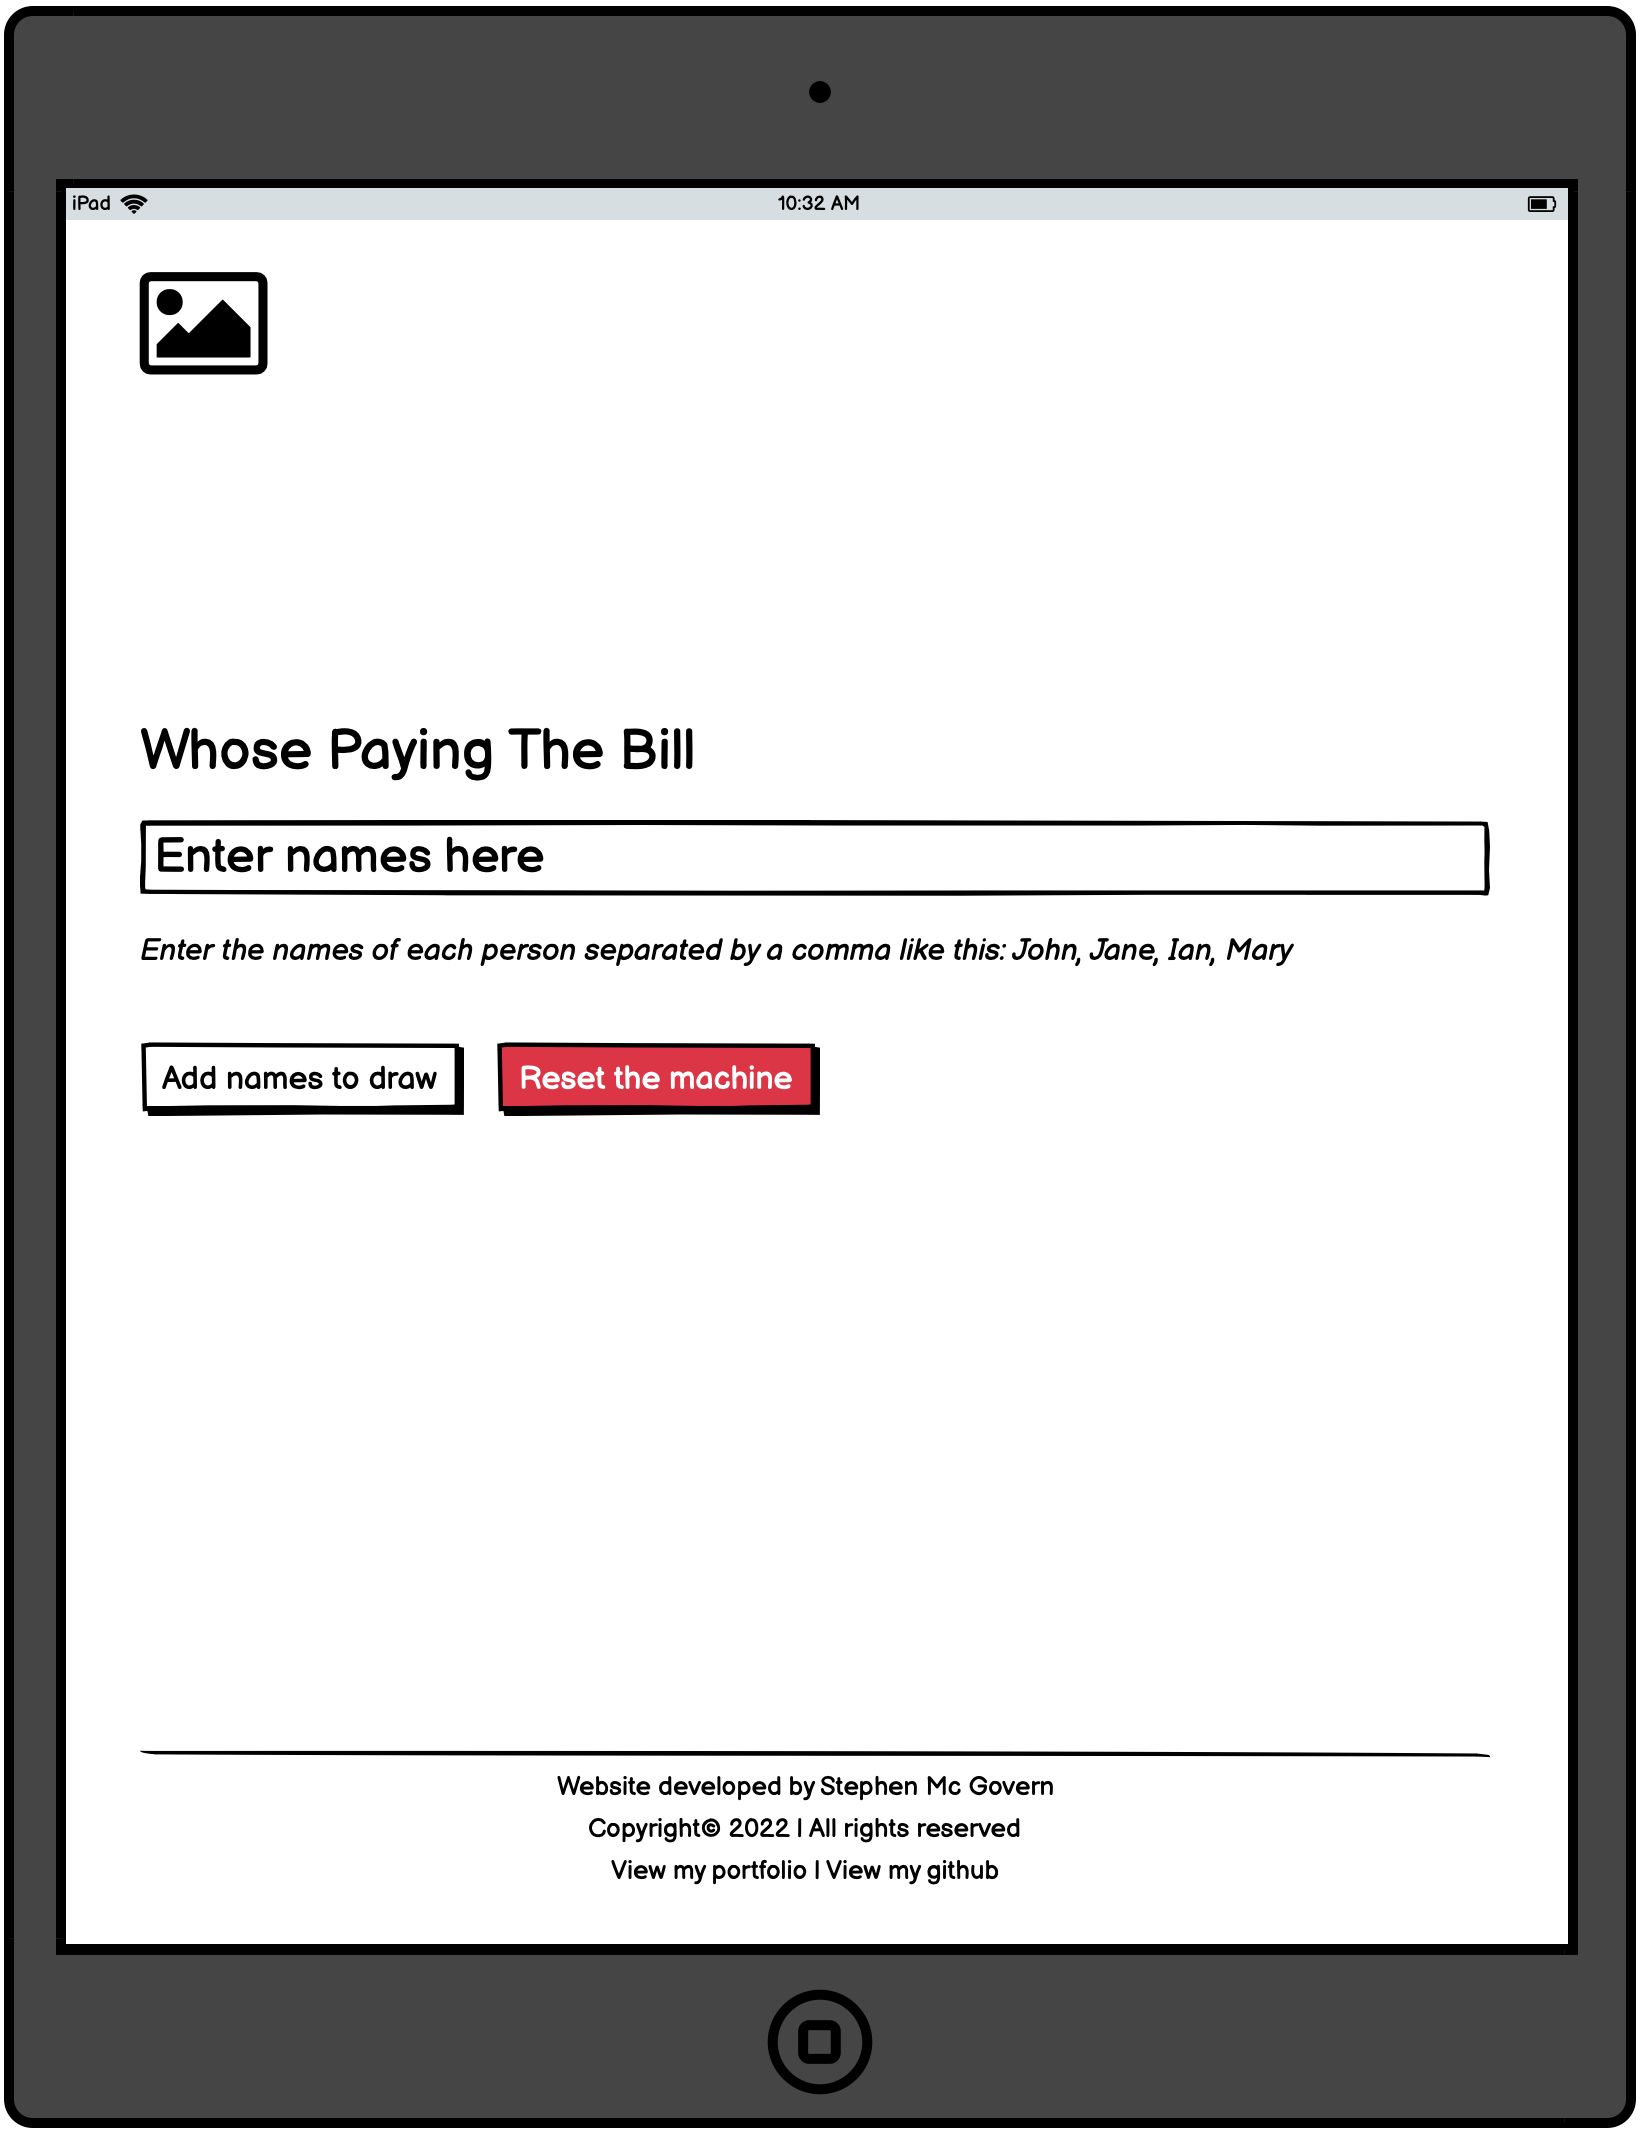 iPad
10:32 AM
Whose Paying The Bill
Enter names here
Enter the names of each person separated by a comma like this: John, Jane, Ian, Mary
Add names to draw
Reset the machine
Website developed by Stephen Mc Govern
Copyright© 2022 | All rights reserved
View my portfolio | View my github